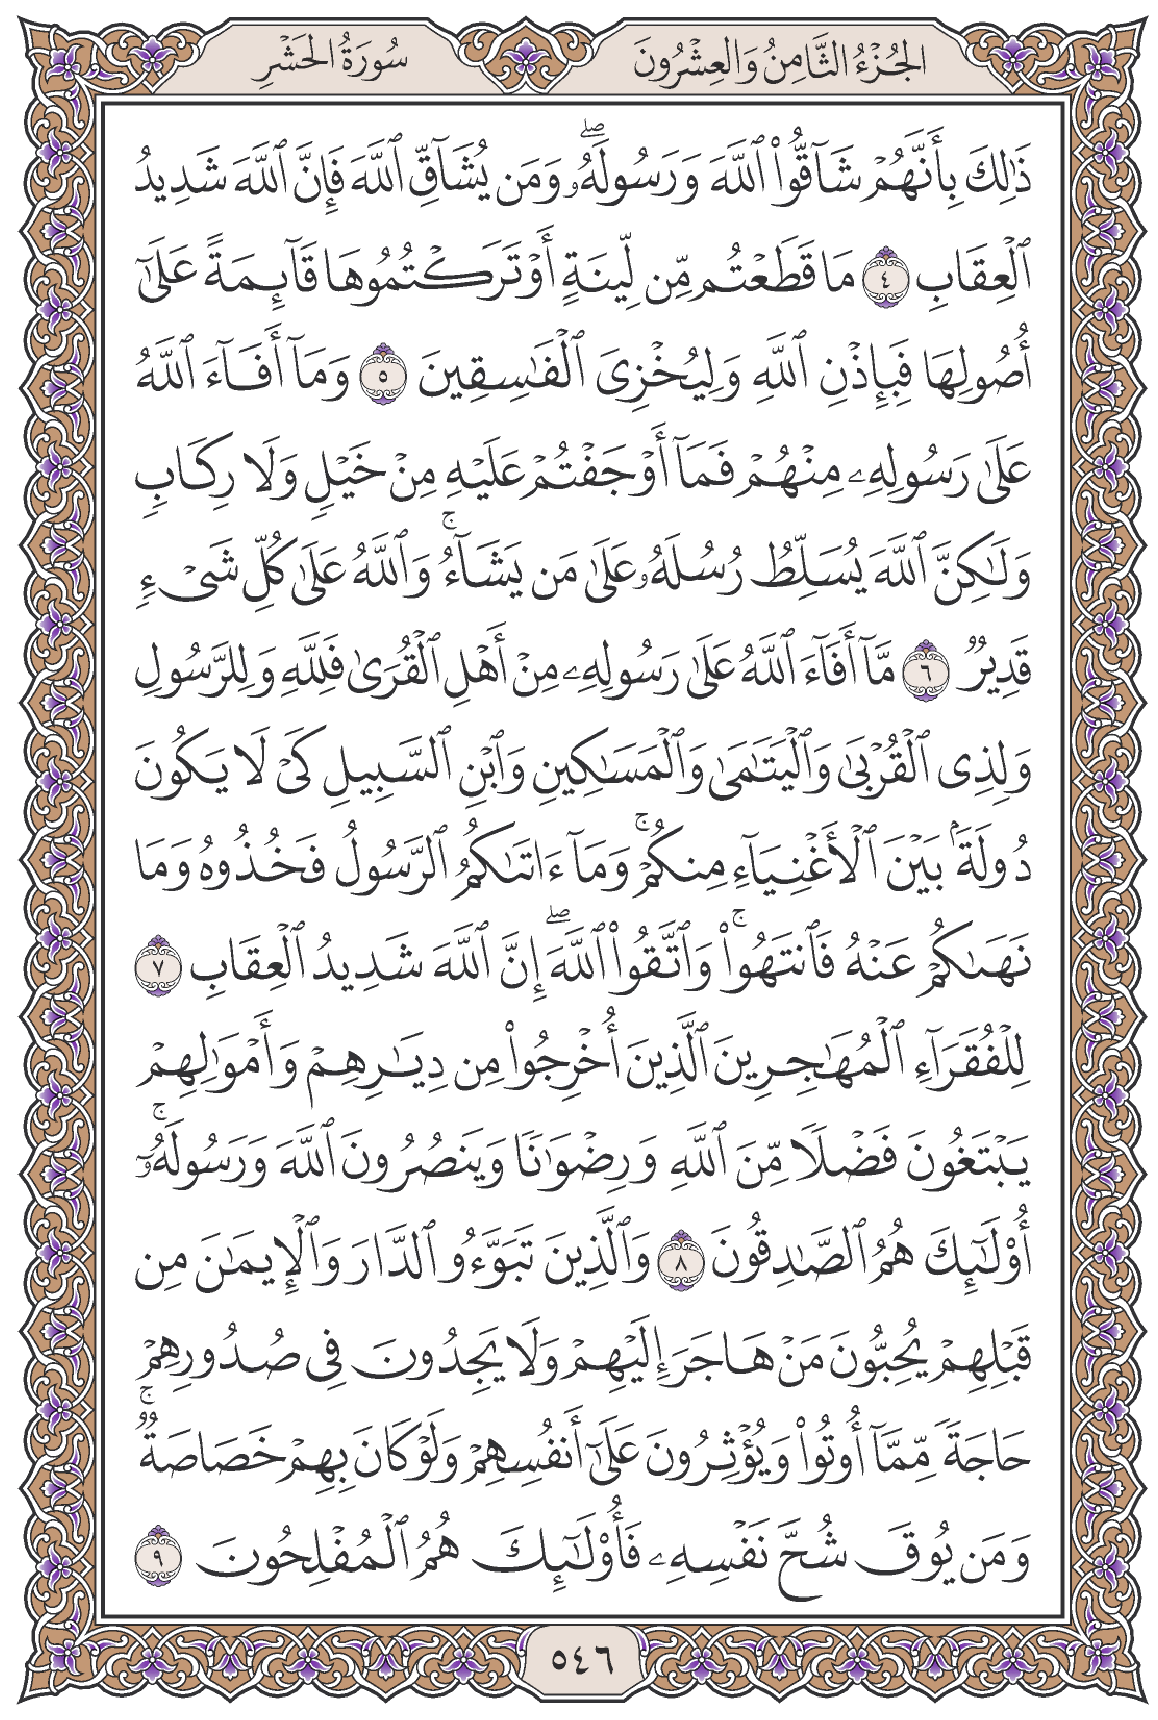 الجُزْءُ الثَّامِنُ وَالعِشْرُونَ
سُورَةُ الحَشْرِ
ذَٰلِكَ بِأَنَّهُمْ شَآقُّوا۟ ٱللَّهَ وَرَسُولَهُۥ ۖ وَمَن يُشَآقِّ ٱللَّهَ فَإِنَّ ٱللَّهَ شَدِيدُ
ٱلْعِقَابِ ٤ مَا قَطَعْتُم مِّن لِّينَةٍ أَوْ تَرَكْتُمُوهَا قَآئِمَةً عَلَىٰٓ
أُصُولِهَا فَبِإِذْنِ ٱللَّهِ وَلِيُخْزِىَ ٱلْفَـٰسِقِينَ ٥ وَمَآ أَفَآءَ ٱللَّهُ
عَلَىٰ رَسُولِهِۦ مِنْهُمْ فَمَآ أَوْجَفْتُمْ عَلَيْهِ مِنْ خَيْلٍ وَلَا رِكَابٍ
وَلَـٰكِنَّ ٱللَّهَ يُسَلِّطُ رُسُلَهُۥ عَلَىٰ مَن يَشَآءُ ۚ وَٱللَّهُ عَلَىٰ كُلِّ شَىْءٍ
قَدِيرٌ ٦ مَّآ أَفَآءَ ٱللَّهُ عَلَىٰ رَسُولِهِۦ مِنْ أَهْلِ ٱلْقُرَىٰ فَلِلَّهِ وَلِلرَّسُولِ
وَلِذِى ٱلْقُرْبَىٰ وَٱلْيَتَـٰمَىٰ وَٱلْمَسَـٰكِينِ وَٱبْنِ ٱلسَّبِيلِ كَىْ لَا يَكُونَ
دُولَةًۢ بَيْنَ ٱلْأَغْنِيَآءِ مِنكُمْ ۚ وَمَآ ءَاتَىٰكُمُ ٱلرَّسُولُ فَخُذُوهُ وَمَا
نَهَىٰكُمْ عَنْهُ فَٱنتَهُوا۟ ۚ وَٱتَّقُوا۟ ٱللَّهَ ۖ إِنَّ ٱللَّهَ شَدِيدُ ٱلْعِقَابِ ٧
لِلْفُقَرَآءِ ٱلْمُهَـٰجِرِينَ ٱلَّذِينَ أُخْرِجُوا۟ مِن دِيَـٰرِهِمْ وَأَمْوَٰلِهِمْ
يَبْتَغُونَ فَضْلًا مِّنَ ٱللَّهِ وَرِضْوَٰنًا وَيَنصُرُونَ ٱللَّهَ وَرَسُولَهُۥٓ ۚ
أُو۟لَـٰٓئِكَ هُمُ ٱلصَّـٰدِقُونَ ٨ وَٱلَّذِينَ تَبَوَّءُو ٱلدَّارَ وَٱلْإِيمَـٰنَ مِن
قَبْلِهِمْ يُحِبُّونَ مَنْ هَاجَرَ إِلَيْهِمْ وَلَا يَجِدُونَ فِى صُدُورِهِمْ
حَاجَةً مِّمَّآ أُوتُوا۟ وَيُؤْثِرُونَ عَلَىٰٓ أَنفُسِهِمْ وَلَوْ كَانَ بِهِمْ خَصَاصَةٌ ۚ
وَمَن يُوقَ شُحَّ نَفْسِهِۦ فَأُو۟لَـٰٓئِكَ هُمُ ٱلْمُفْلِحُونَ ٩
٥٤٦